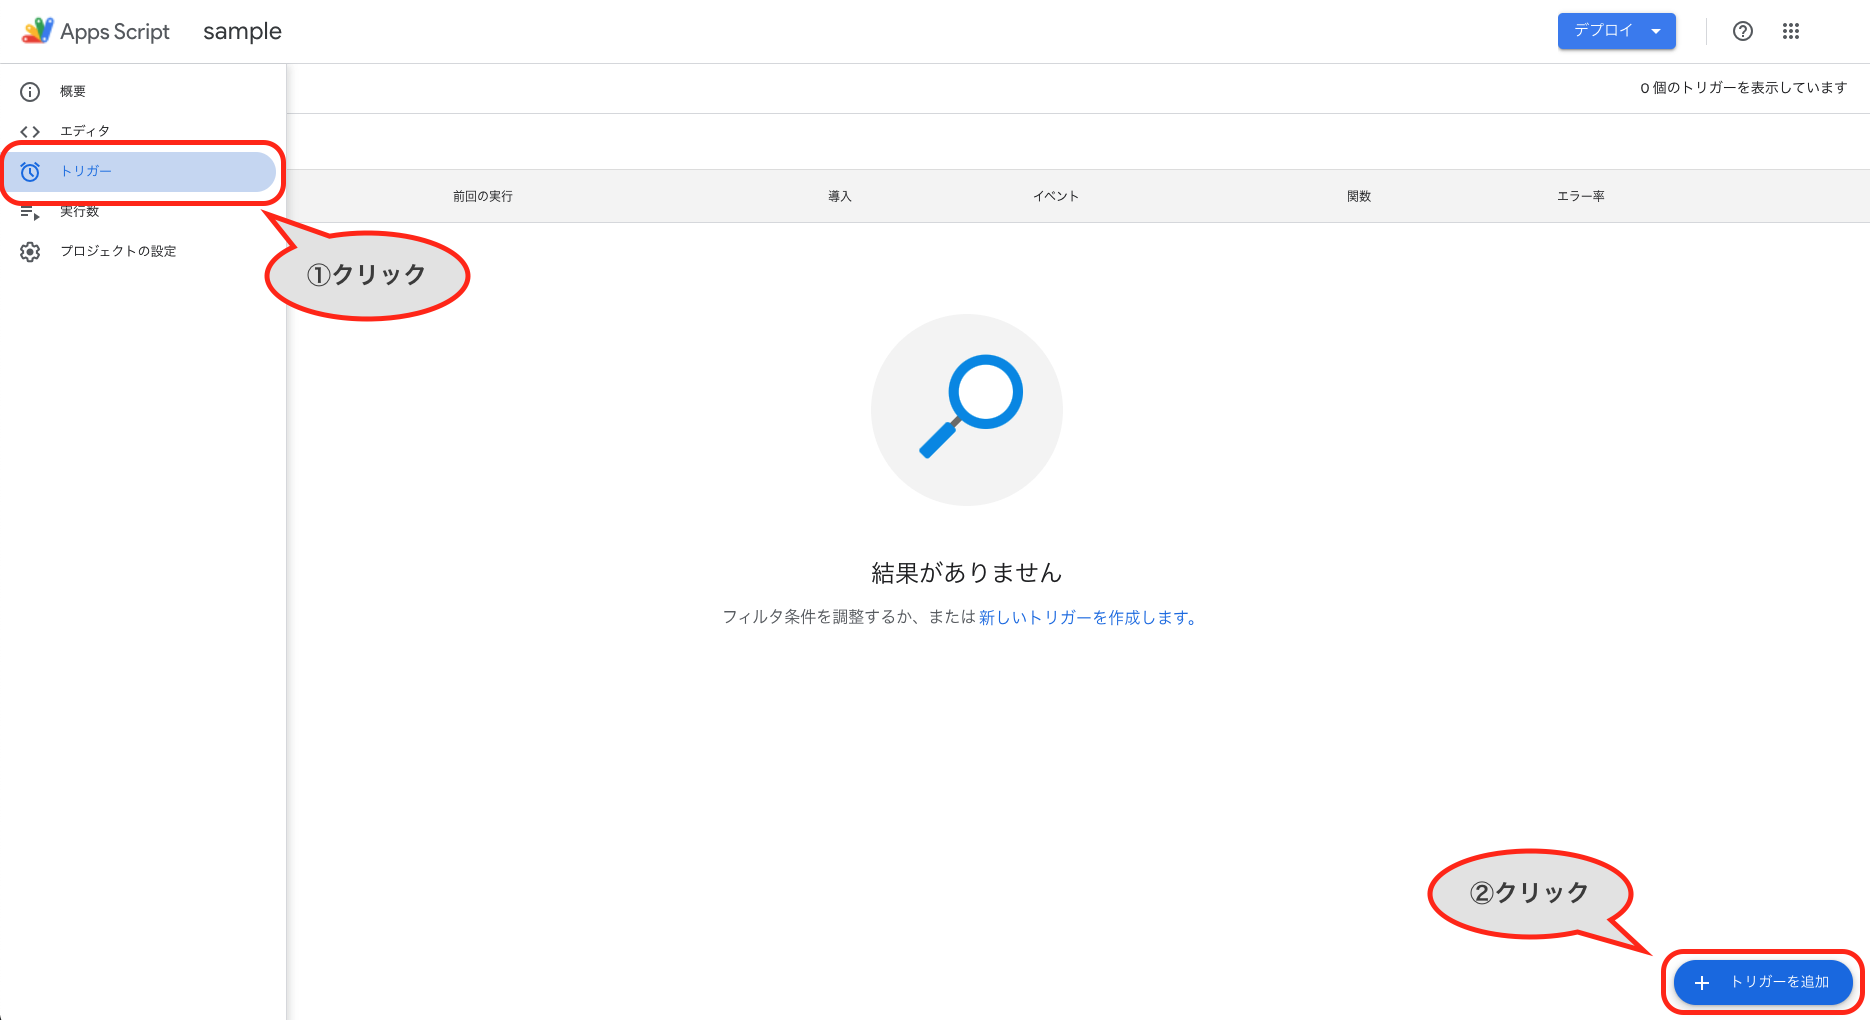 Apps Script sample デプロイ
概要
0 個のトリガーを表示しています
エディタ
トリガー
実行数
プロジェクトの設定
前回の実行 導入 イベント 関数 エラー率
①クリック
結果がありません
フィルタ条件を調整するか、または 新しいトリガーを作成します。
②クリック
+ トリガーを追加